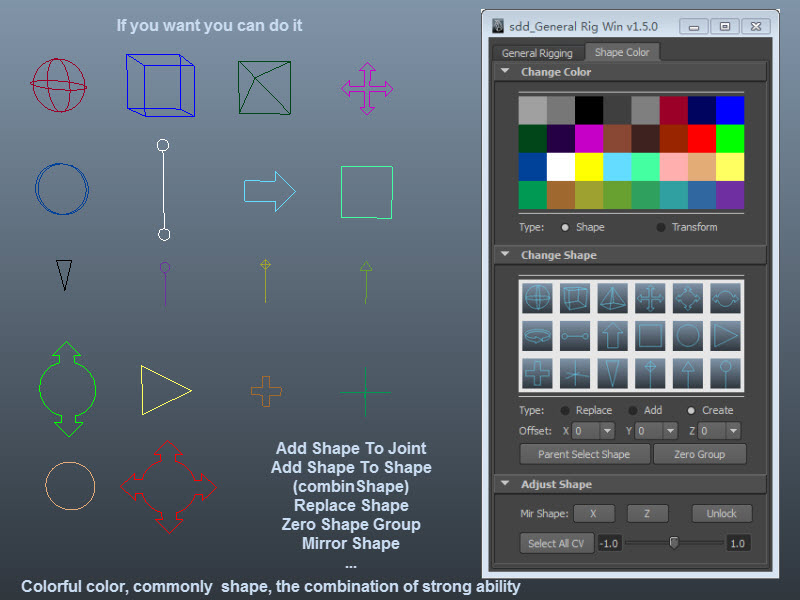 If you want you can do it
sdd_General Rig Win v1.5.0
General Rigging
Shape Color
Change Color
Type: Shape Transform
Change Shape
Type: Replace Add Create
Offset: X 0 Y 0 Z 0
Parent Select Shape
Zero Group
Adjust Shape
Mir Shape: X Z Unlock
Select All CV -1.0 1.0
Add Shape To Joint
Add Shape To Shape
(combinShape)
Replace Shape
Zero Shape Group
Mirror Shape
...
Colorful color, commonly shape, the combination of strong ability